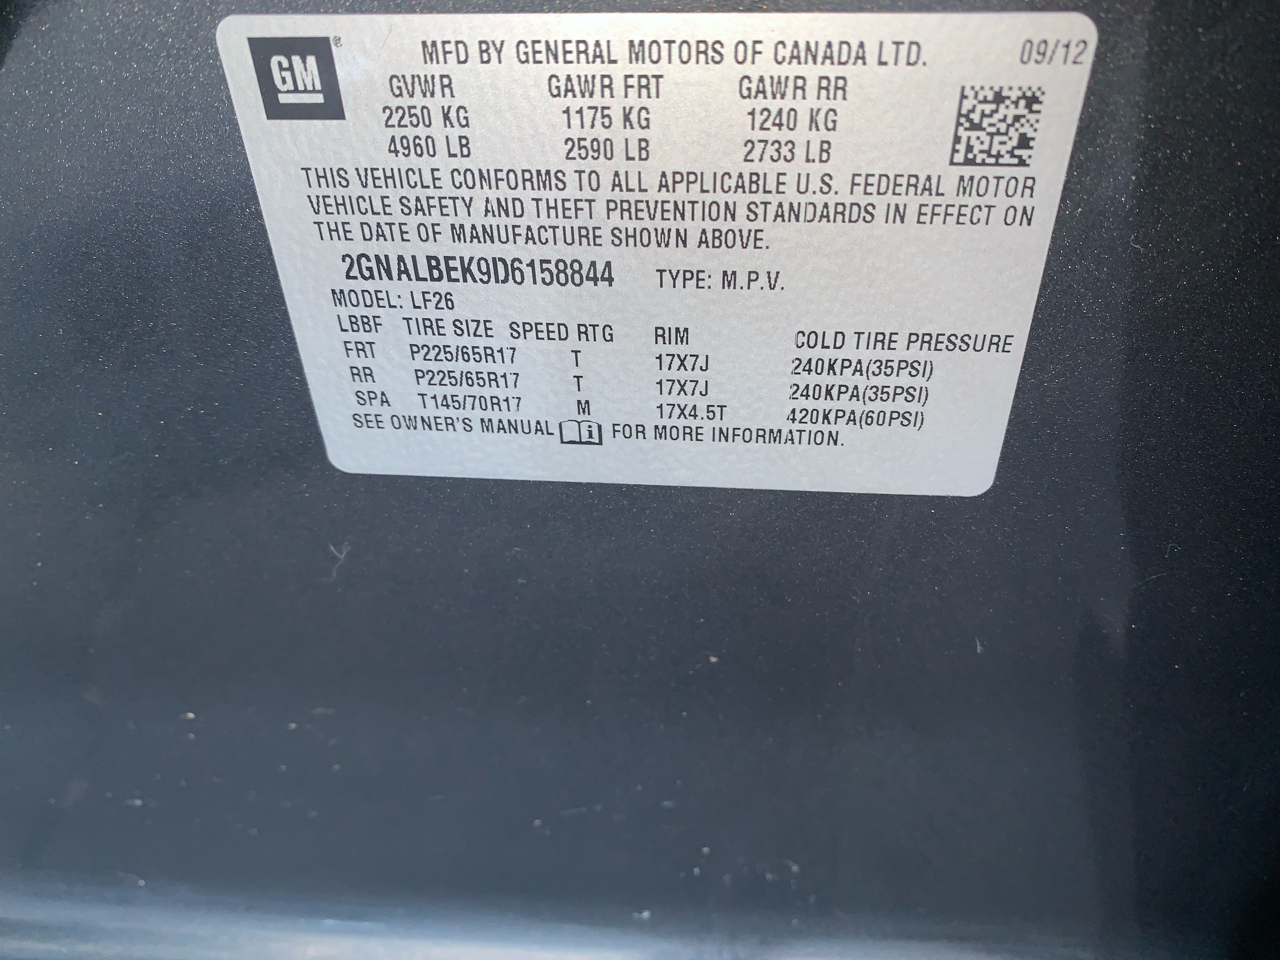 GM®
MFD BY GENERAL MOTORS OF CANADA LTD. 09/12
GVWR GAWR FRT GAWR RR
2250 KG 1175 KG 1240 KG
4960 LB 2590 LB 2733 LB
THIS VEHICLE CONFORMS TO ALL APPLICABLE U.S. FEDERAL MOTOR
VEHICLE SAFETY AND THEFT PREVENTION STANDARDS IN EFFECT ON
THE DATE OF MANUFACTURE SHOWN ABOVE.
2GNALBEK9D6158844 TYPE: M.P.V.
MODEL: LF26
LBBF TIRE SIZE SPEED RTG RIM COLD TIRE PRESSURE
FRT P225/65R17 T 17X7J 240KPA(35PSI)
RR P225/65R17 T 17X7J 240KPA(35PSI)
SPA T145/70R17 M 17X4.5T 420KPA(60PSI)
SEE OWNER'S MANUAL i FOR MORE INFORMATION.